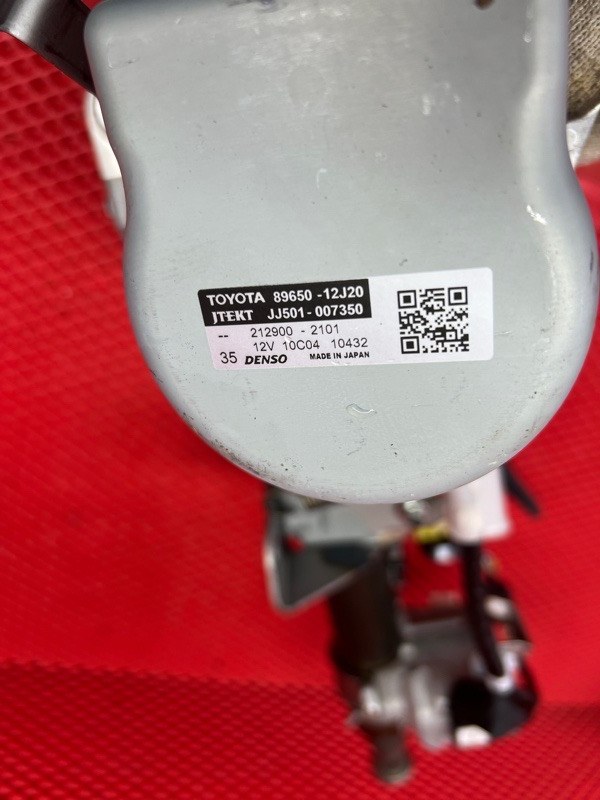 TOYOTA 89650 -12J20
JTEKT JJ501-007350
-- 212900 - 2101
12V 10C04 10432
35 DENSO MADE IN JAPAN